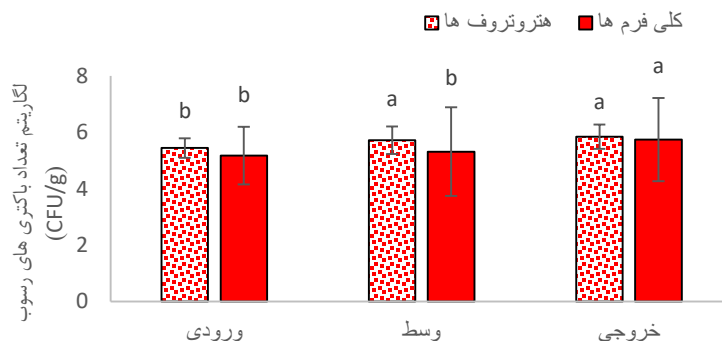 هتروتروف ها کلی فرم ها
لگاریتم تعداد باکتری های رسوب
(CFU/g)
8
6
4
2
0
b b a b a a
ورودی وسط خروجی